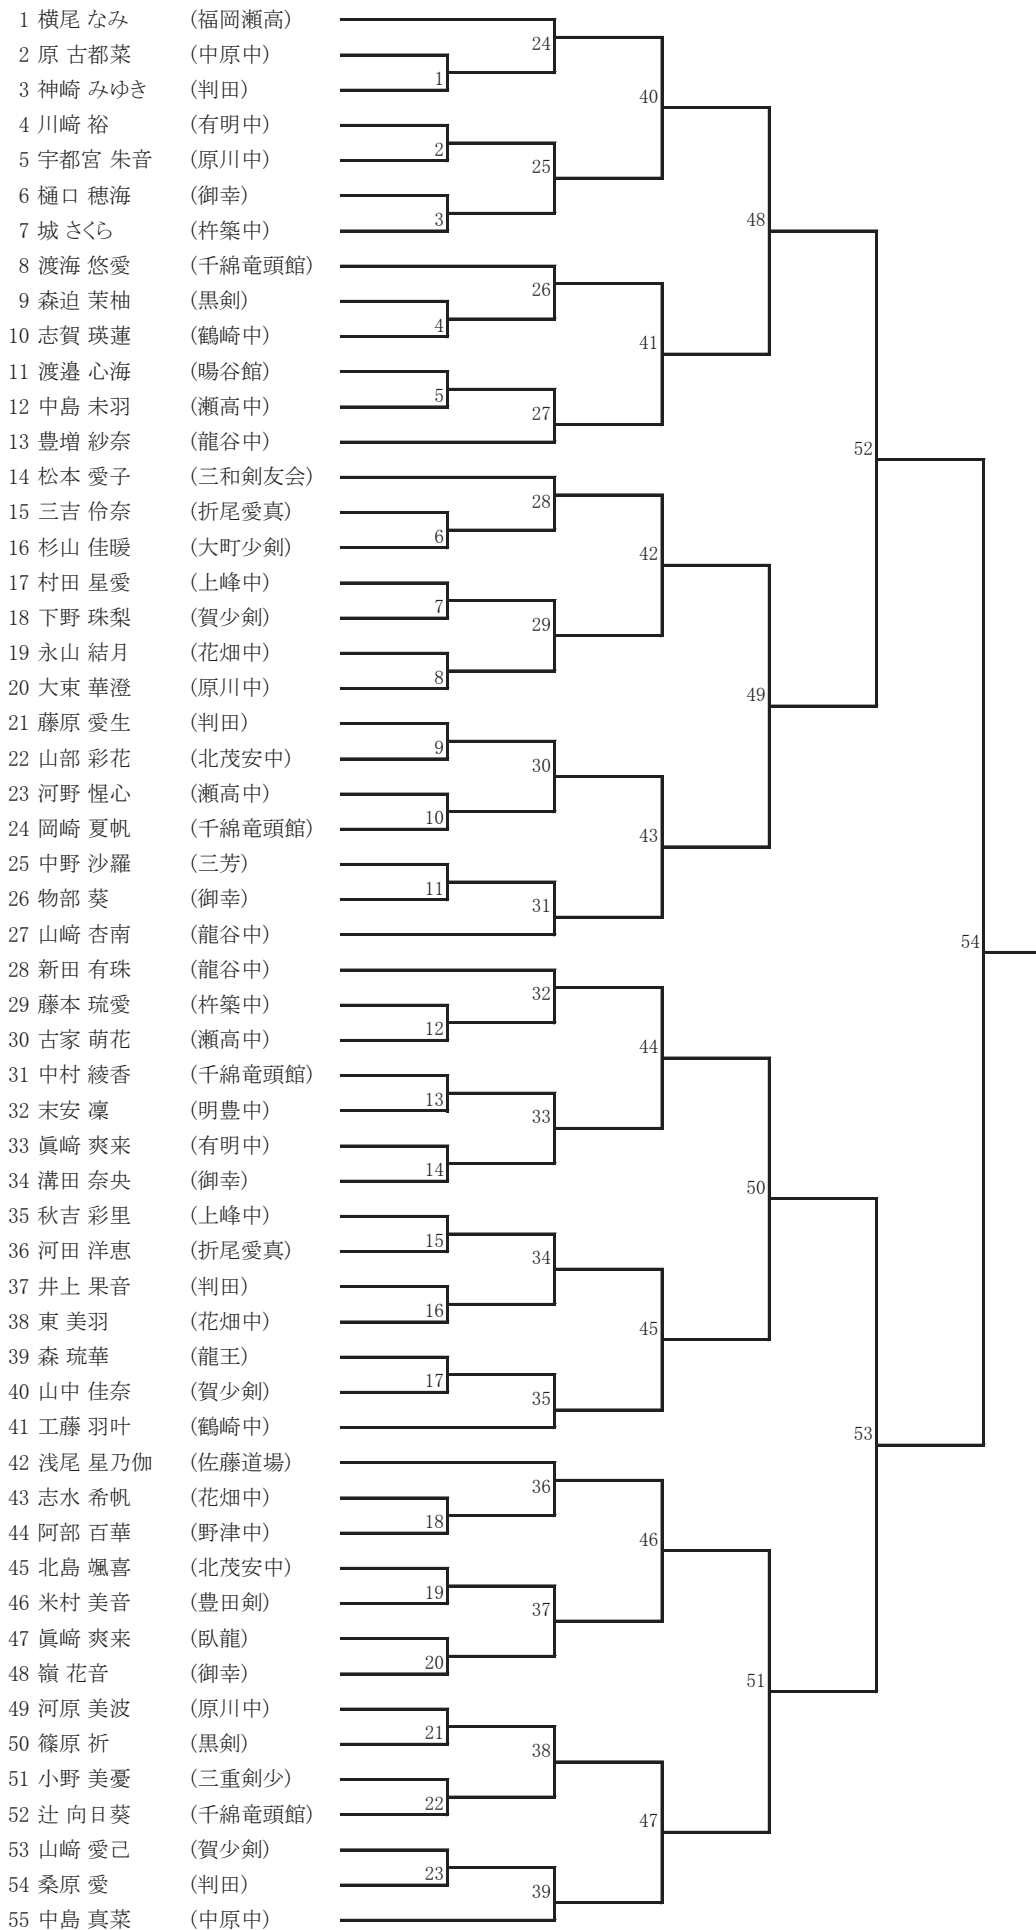 1 横尾 なみ (福岡瀬高)
2 原 古都菜 (中原中)
3 神崎 みゆき (判田)
4 川﨑 裕 (有明中)
5 宇都宮 朱音 (原川中)
6 樋口 穂海 (御幸)
7 城 さくら (杵築中)
8 渡海 悠愛 (千綿竜頭館)
9 森迫 茉柚 (黒剣)
10 志賀 瑛蓮 (鶴崎中)
11 渡邉 心海 (暘谷館)
12 中島 未羽 (瀬高中)
13 豊増 紗奈 (龍谷中)
14 松本 愛子 (三和剣友会)
15 三吉 伶奈 (折尾愛真)
16 杉山 佳暖 (大町少剣)
17 村田 星愛 (上峰中)
18 下野 珠梨 (賀少剣)
19 永山 結月 (花畑中)
20 大束 華澄 (原川中)
21 藤原 愛生 (判田)
22 山部 彩花 (北茂安中)
23 河野 惺心 (瀬高中)
24 岡崎 夏帆 (千綿竜頭館)
25 中野 沙羅 (三芳)
26 物部 葵 (御幸)
27 山﨑 杏南 (龍谷中)
28 新田 有珠 (龍谷中)
29 藤本 琉愛 (杵築中)
30 古家 萌花 (瀬高中)
31 中村 綾香 (千綿竜頭館)
32 末安 凜 (明豊中)
33 眞﨑 爽来 (有明中)
34 溝田 奈央 (御幸)
35 秋吉 彩里 (上峰中)
36 河田 洋恵 (折尾愛真)
37 井上 果音 (判田)
38 東 美羽 (花畑中)
39 森 琉華 (龍王)
40 山中 佳奈 (賀少剣)
41 工藤 羽叶 (鶴崎中)
42 浅尾 星乃伽 (佐藤道場)
43 志水 希帆 (花畑中)
44 阿部 百華 (野津中)
45 北島 颯喜 (北茂安中)
46 米村 美音 (豊田剣)
47 眞﨑 爽来 (臥龍)
48 嶺 花音 (御幸)
49 河原 美波 (原川中)
50 篠原 祈 (黒剣)
51 小野 美憂 (三重剣少)
52 辻 向日葵 (千綿竜頭館)
53 山﨑 愛己 (賀少剣)
54 桑原 愛 (判田)
55 中島 真菜 (中原中)
1
2
3
4
5
6
7
8
9
10
11
12
13
14
15
16
17
18
19
20
21
22
23
24
25
26
27
28
29
30
31
32
33
34
35
36
37
38
39
40
41
42
43
44
45
46
47
48
49
50
51
52
53
54